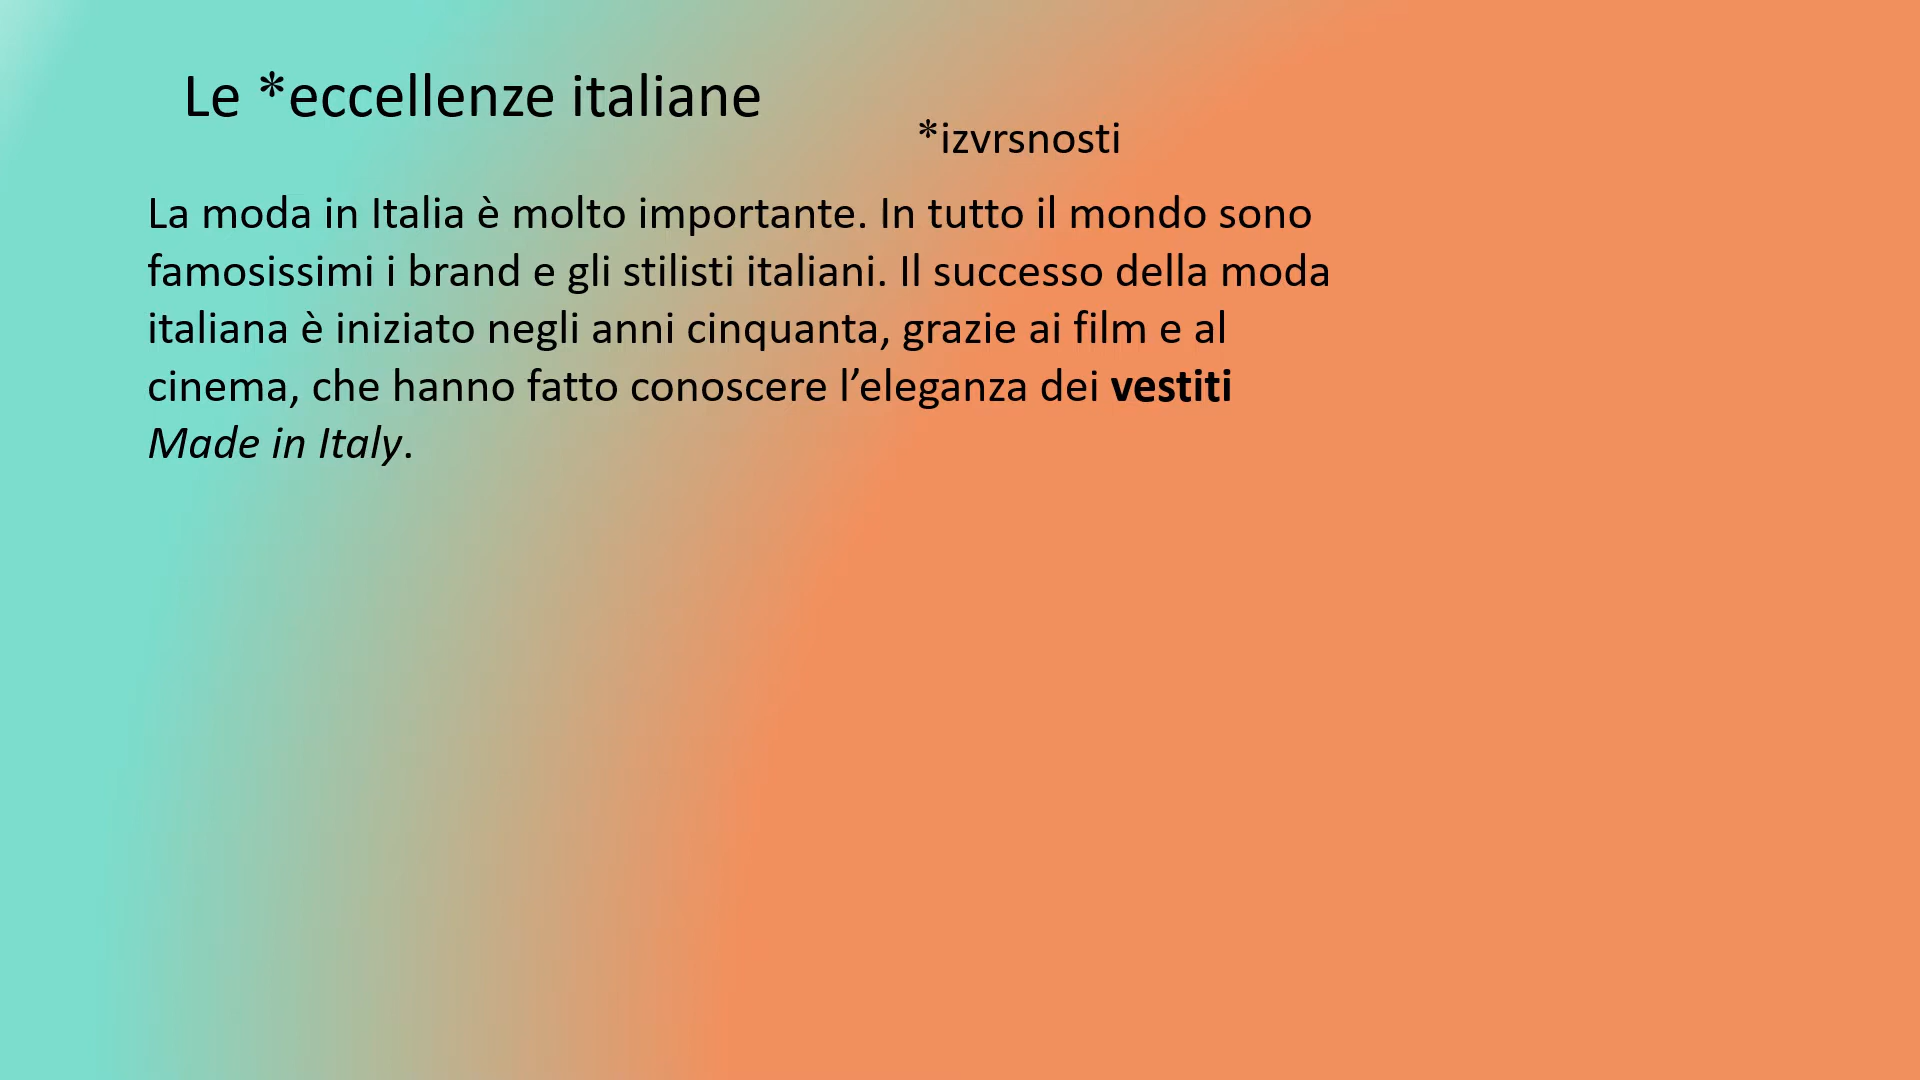 Le *eccellenze italiane
*izvrsnosti
La moda in Italia è molto importante. In tutto il mondo sono
famosissimi i brand e gli stilisti italiani. Il successo della moda
italiana è iniziato negli anni cinquanta, grazie ai film e al
cinema, che hanno fatto conoscere l’eleganza dei vestiti
Made in Italy.